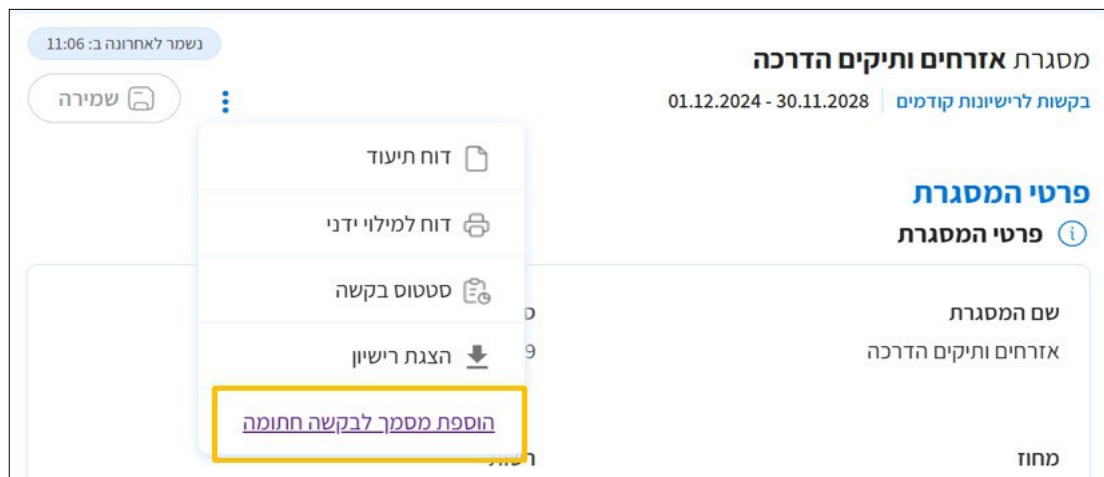 מסגרת אזרחים ותיקים הדרכה
בקשות לרישיונות קודמים 01.12.2024 - 30.11.2028
נשמר לאחרונה ב: 11:06
שמירה
דוח תיעוד
דוח למילוי ידני
סטטוס בקשה
הצגת רישיון
הוספת מסמך לבקשה חתומה
פרטי המסגרת
פרטי המסגרת
שם המסגרת
אזרחים ותיקים הדרכה
9
מחוז